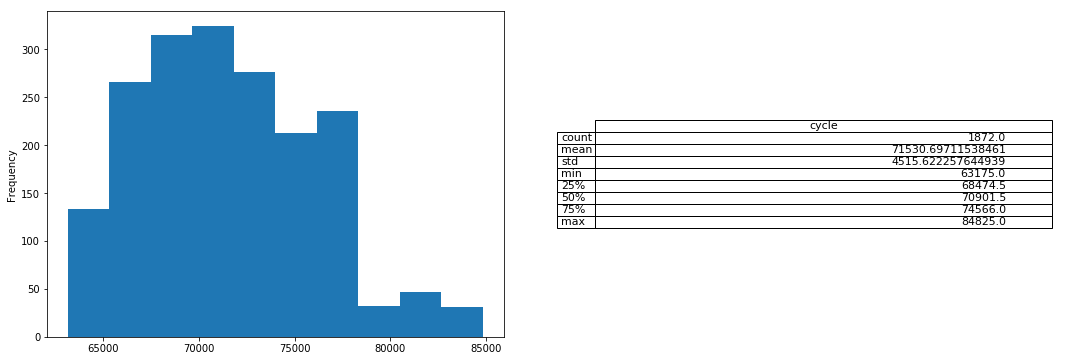 300
250
200
150
100
50
0
Frequency
65000 70000 75000 80000 85000
cycle
count 1872.0
mean 71530.69711538461
std 4515.622257644939
min 63175.0
25% 68474.5
50% 70901.5
75% 74566.0
max 84825.0